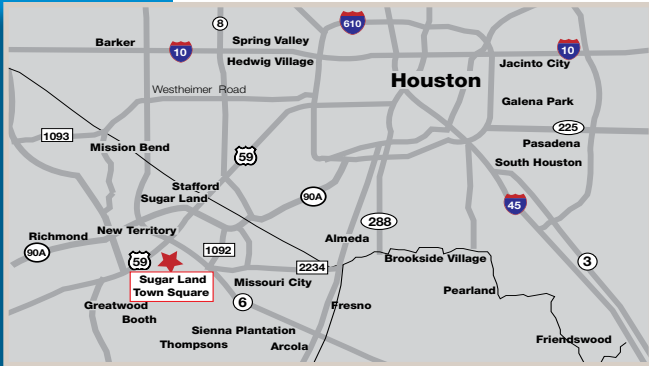 8
610
Barker
Spring Valley
10
10
Hedwig Village
Jacinto City
Houston
Westheimer Road
Galena Park
1093
225
Mission Bend
59
Pasadena
South Houston
Stafford
Sugar Land
90A
45
288
Richmond
New Territory
Almeda
90A
1092
59
2234
Brookside Village
3
Sugar Land
Town Square
Missouri City
Pearland
Greatwood
6
Fresno
Booth
Sienna Plantation
Friendswood
Thompsons
Arcola